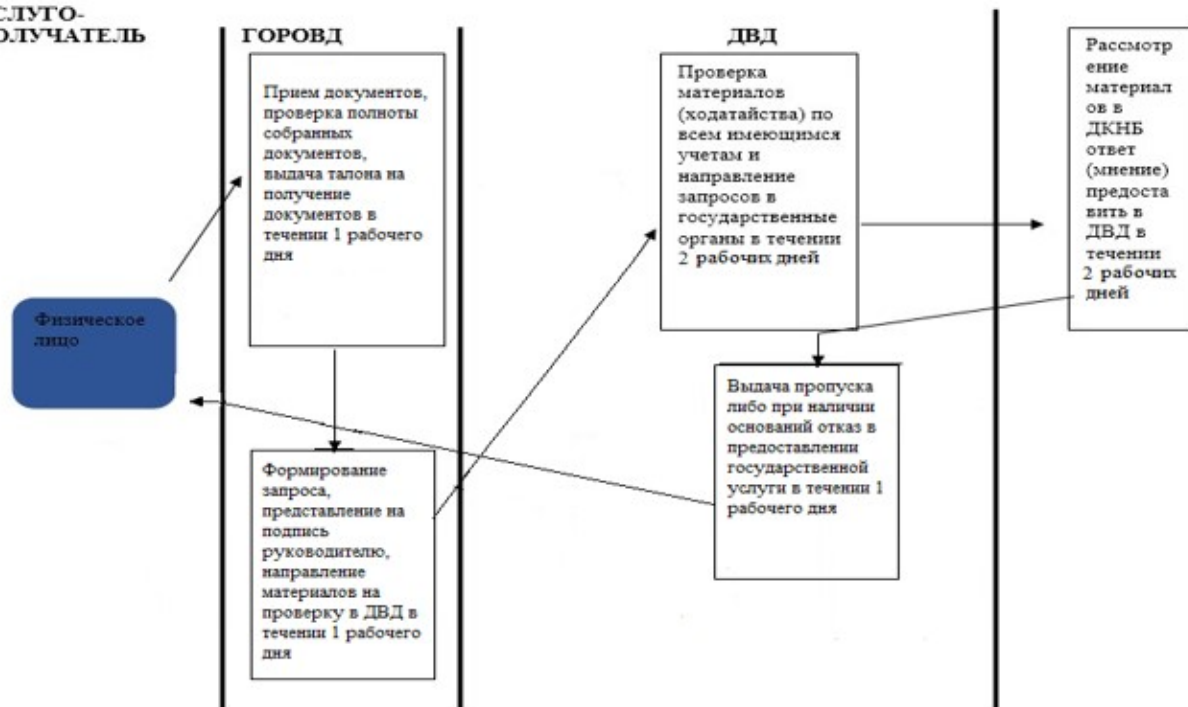 СЛУГО-
ОЛУЧАТЕЛЬ
ГОРОВД
ДВД
Прием документов,
проверка полноты
собранных
документов,
выдача талона на
получение
документов в
течении 1 рабочего
дня
Проверка
материалов
(ходатайства) по
всем имеющимся
учетам и
направление
запросов в
государственные
органы в течении
2 рабочих дней
Рассмотр
ение
материал
ов в
ДКНБ
ответ
(мнение)
предоста
вить в
ДВД в
течении
2 рабочих
дней
Физическое
лицо
Формирование
запроса,
представление на
подпись
руководителю,
направление
материалов на
проверку в ДВД в
течении 1 рабочего
дня
Выдача пропуска
либо при наличии
оснований отказ в
предоставлении
государственной
услуги в течении 1
рабочего дня